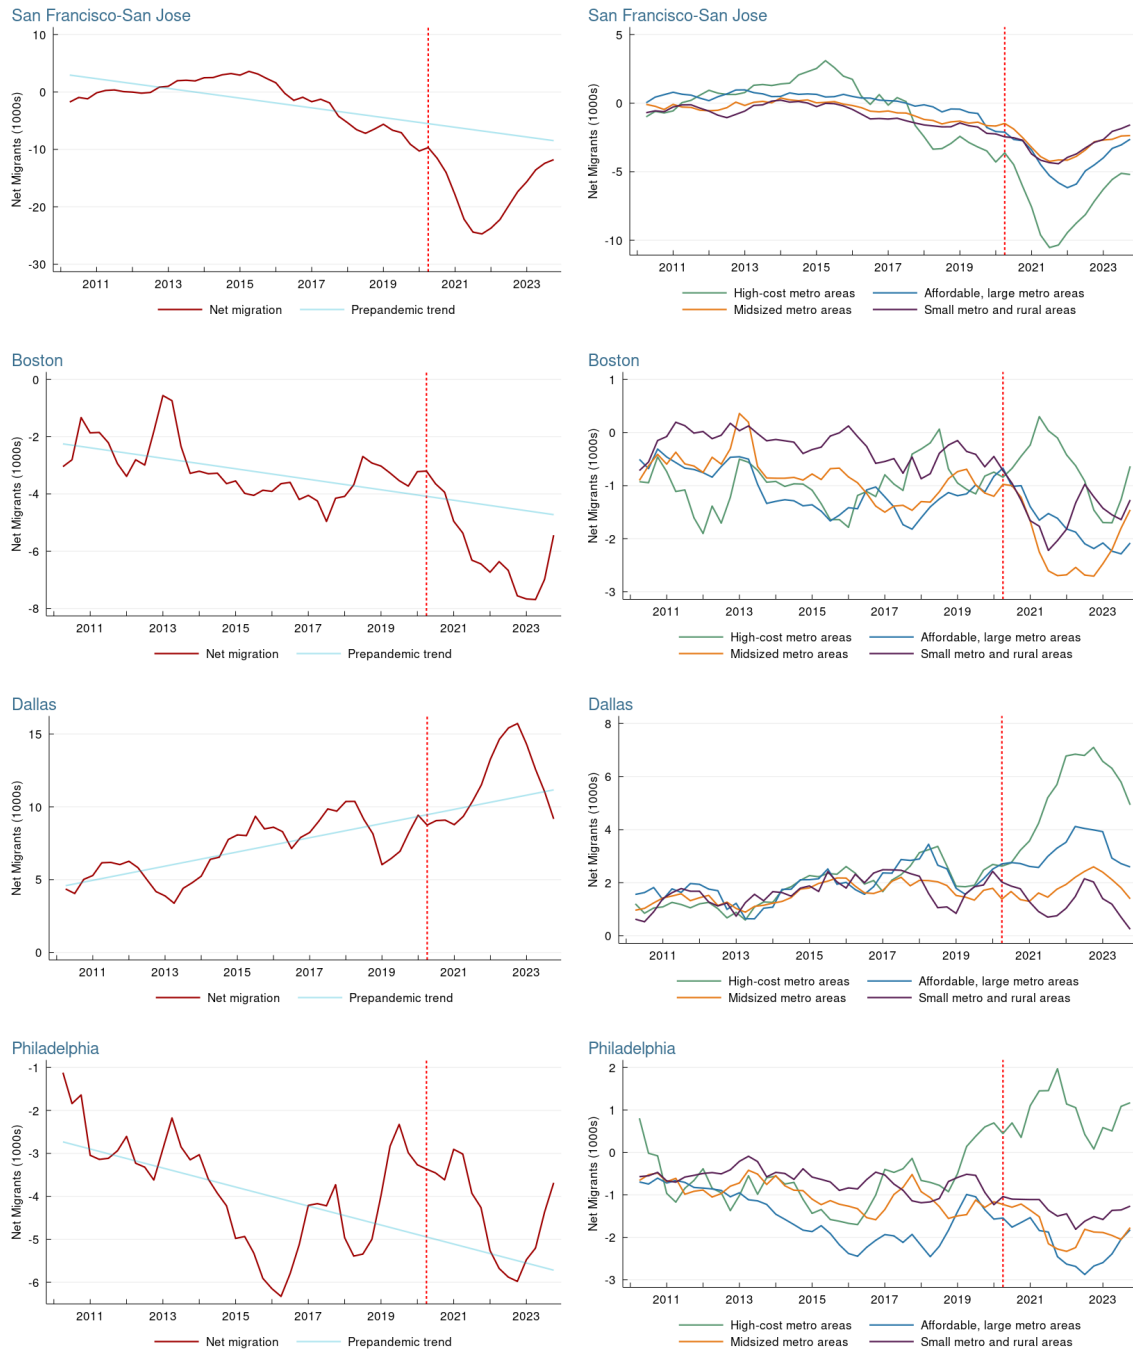 San Francisco-San Jose
Net Migrants (1000s)
10
0
-10
-20
-30
2011 2013 2015 2017 2019 2021 2023
Net migration Prepandemic trend
San Francisco-San Jose
Net Migrants (1000s)
5
0
-5
-10
2011 2013 2015 2017 2019 2021 2023
High-cost metro areas Affordable, large metro areas
Midsized metro areas Small metro and rural areas
Boston
Net Migrants (1000s)
0
-2
-4
-6
-8
2011 2013 2015 2017 2019 2021 2023
Net migration Prepandemic trend
Boston
Net Migrants (1000s)
1
0
-1
-2
-3
2011 2013 2015 2017 2019 2021 2023
High-cost metro areas Affordable, large metro areas
Midsized metro areas Small metro and rural areas
Dallas
Net Migrants (1000s)
15
10
5
0
2011 2013 2015 2017 2019 2021 2023
Net migration Prepandemic trend
Dallas
Net Migrants (1000s)
8
6
4
2
0
2011 2013 2015 2017 2019 2021 2023
High-cost metro areas Affordable, large metro areas
Midsized metro areas Small metro and rural areas
Philadelphia
Net Migrants (1000s)
-1
-2
-3
-4
-5
-6
2011 2013 2015 2017 2019 2021 2023
Net migration Prepandemic trend
Philadelphia
Net Migrants (1000s)
2
1
0
-1
-2
-3
2011 2013 2015 2017 2019 2021 2023
High-cost metro areas Affordable, large metro areas
Midsized metro areas Small metro and rural areas